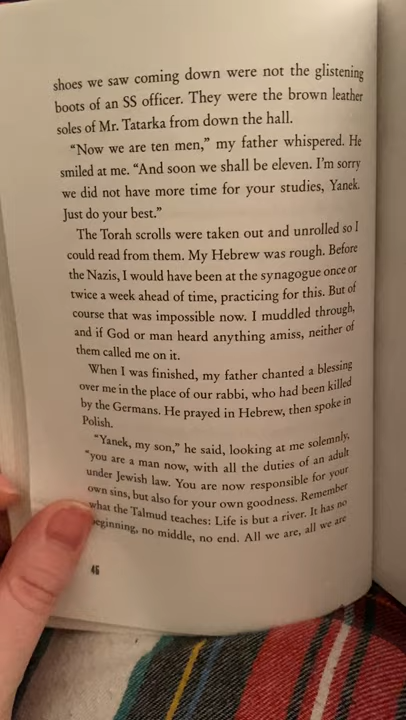 shoes we saw coming down were not the glistening
boots of an SS officer. They were the brown leather
soles of Mr. Tatarka from down the hall.
“Now we are ten men,” my father whispered. He
smiled at me. “And soon we shall be eleven. I’m sorry
we did not have more time for your studies, Yanek.
Just do your best.”
The Torah scrolls were taken out and unrolled so I
could read from them. My Hebrew was rough. Before
the Nazis, I would have been at the synagogue once or
twice a week ahead of time, practicing for this. But of
course that was impossible now. I muddled through,
and if God or man heard anything amiss, neither of
them called me on it.
When I was finished, my father chanted a blessing
over me in the place of our rabbi, who had been killed
by the Germans. He prayed in Hebrew, then spoke in
Polish.
“Yanek, my son,” he said, looking at me solemnly,
“you are a man now, with all the duties of an adult
under Jewish law. You are now responsible for your
own sins, but also for your own goodness. Remember
what the Talmud teaches: Life is but a river. It has no
beginning, no middle, no end. All we are, all we are
46